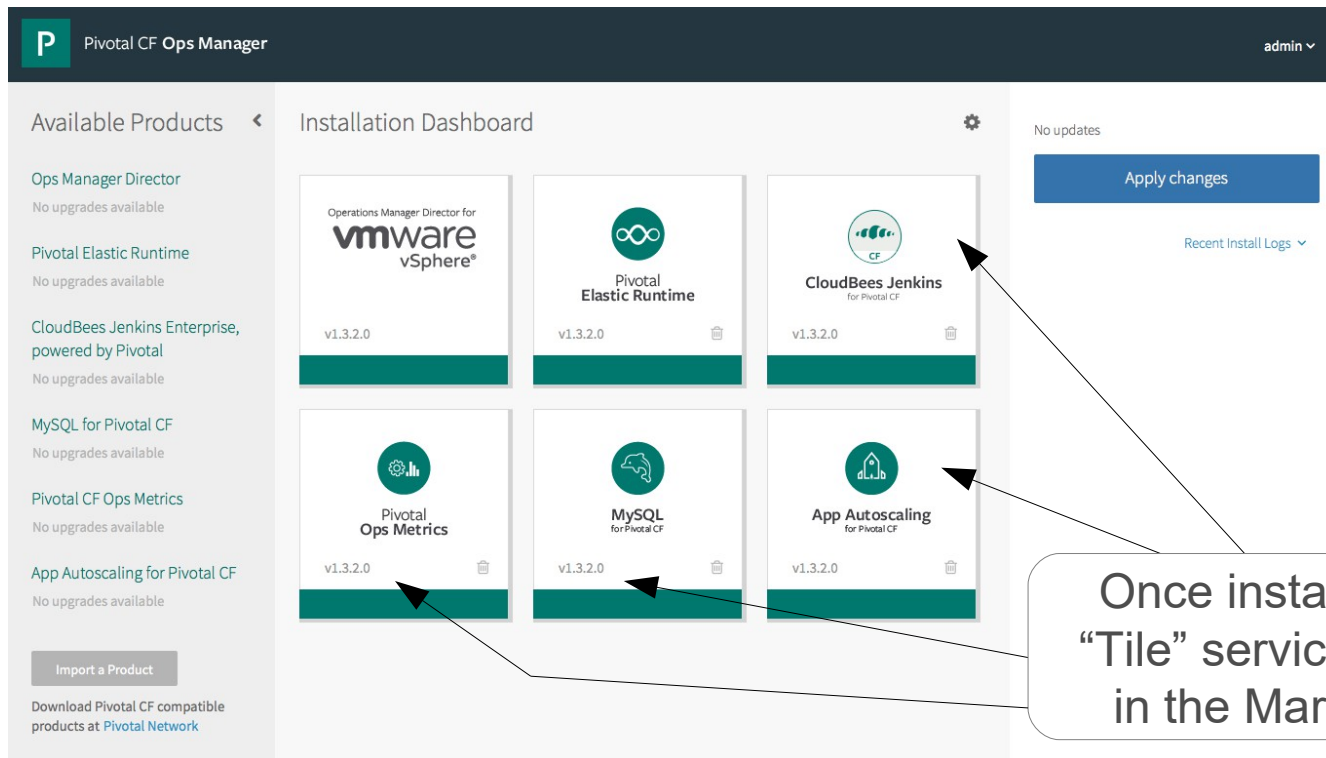 P
Pivotal CF Ops Manager
admin
Available Products
Ops Manager Director
No upgrades available
Pivotal Elastic Runtime
No upgrades available
CloudBees Jenkins Enterprise,
powered by Pivotal
No upgrades available
MySQL for Pivotal CF
No upgrades available
Pivotal CF Ops Metrics
No upgrades available
App Autoscaling for Pivotal CF
No upgrades available
Import a Product
Download Pivotal CF compatible
products at Pivotal Network
Installation Dashboard
Operations Manager Director for
vmware
vSphere®
v1.3.2.0
Pivotal
Elastic Runtime
v1.3.2.0
CF
CloudBees Jenkins
for Pivotal CF
v1.3.2.0
Pivotal
Ops Metrics
v1.3.2.0
MySQL
for Pivotal CF
v1.3.2.0
App Autoscaling
for Pivotal CF
v1.3.2.0
No updates
Apply changes
Recent Install Logs
Once insta
“Tile” servic
in the Mar